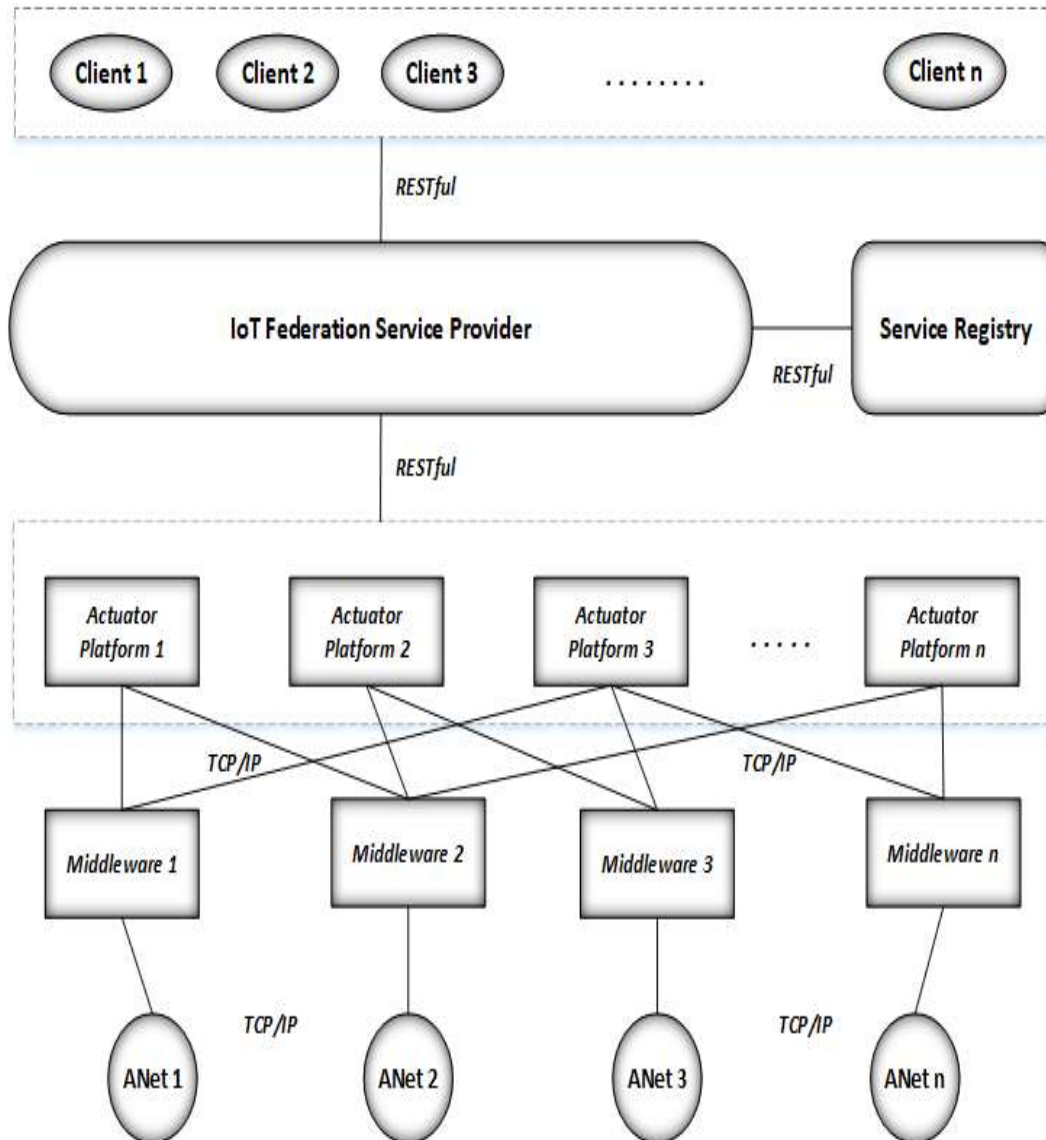 Client 1 Client 2 Client 3 ........ Client n
RESTful
IoT Federation Service Provider
Service Registry
RESTful
RESTful
Actuator
Platform 1
Actuator
Platform 2
Actuator
Platform 3
.....
Actuator
Platform n
TCP/IP TCP/IP
Middleware 1 Middleware 2 Middleware 3 Middleware n
TCP/IP TCP/IP
ANet 1 ANet 2 ANet 3 ANet n